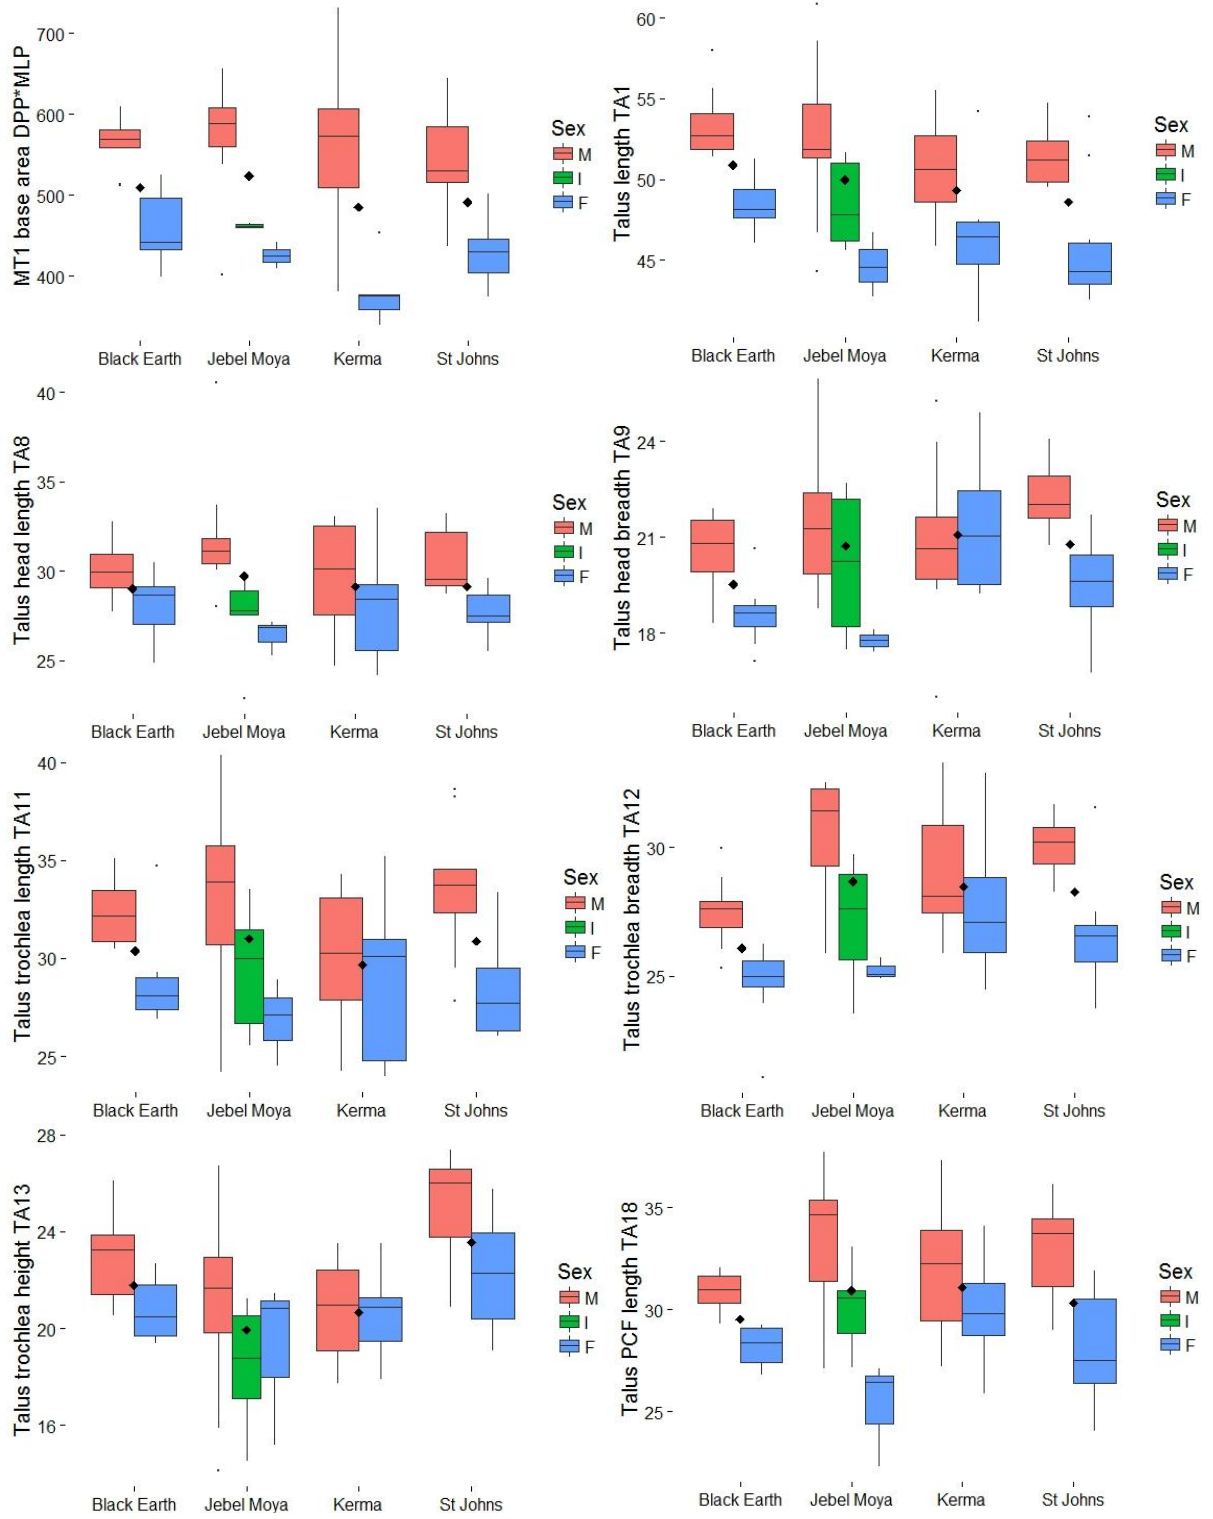 MT1 base area DPP*MLP
700
600
500
400
Black Earth Jebel Moya Kerma St Johns
Sex
M
I
F
Talus length TA1
60
55
50
45
Black Earth Jebel Moya Kerma St Johns
Sex
M
I
F
Talus head length TA8
40
35
30
25
Black Earth Jebel Moya Kerma St Johns
Sex
M
I
F
Talus head breadth TA9
24
21
18
Black Earth Jebel Moya Kerma St Johns
Sex
M
I
F
Talus trochlea length TA11
40
35
30
25
Black Earth Jebel Moya Kerma St Johns
Sex
M
I
F
Talus trochlea breadth TA12
30
25
Black Earth Jebel Moya Kerma St Johns
Sex
M
I
F
Talus trochlea height TA13
28
24
20
16
Black Earth Jebel Moya Kerma St Johns
Sex
M
I
F
Talus PCF length TA18
35
30
25
Black Earth Jebel Moya Kerma St Johns
Sex
M
I
F